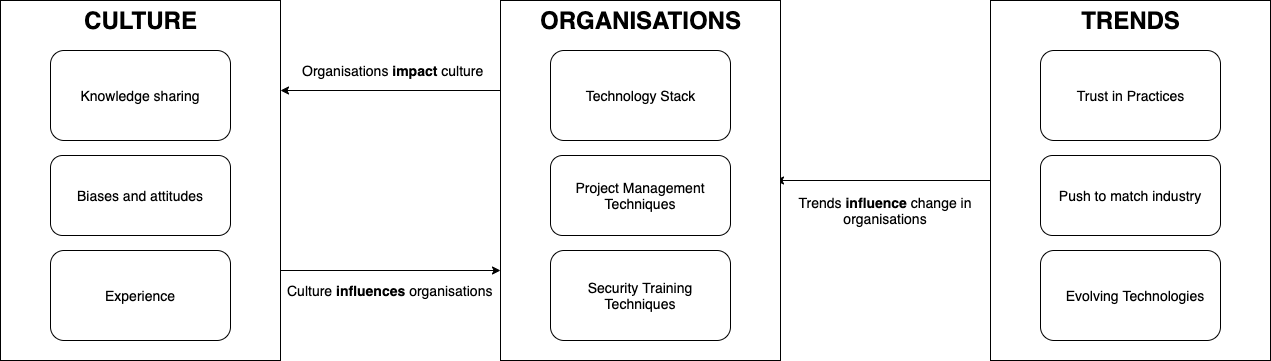 CULTURE
Knowledge sharing
Biases and attitudes
Experience
Organisations impact culture
Culture influences organisations
ORGANISATIONS
Technology Stack
Project Management
Techniques
Security Training
Techniques
Trends influence change in
organisations
TRENDS
Trust in Practices
Push to match industry
Evolving Technologies